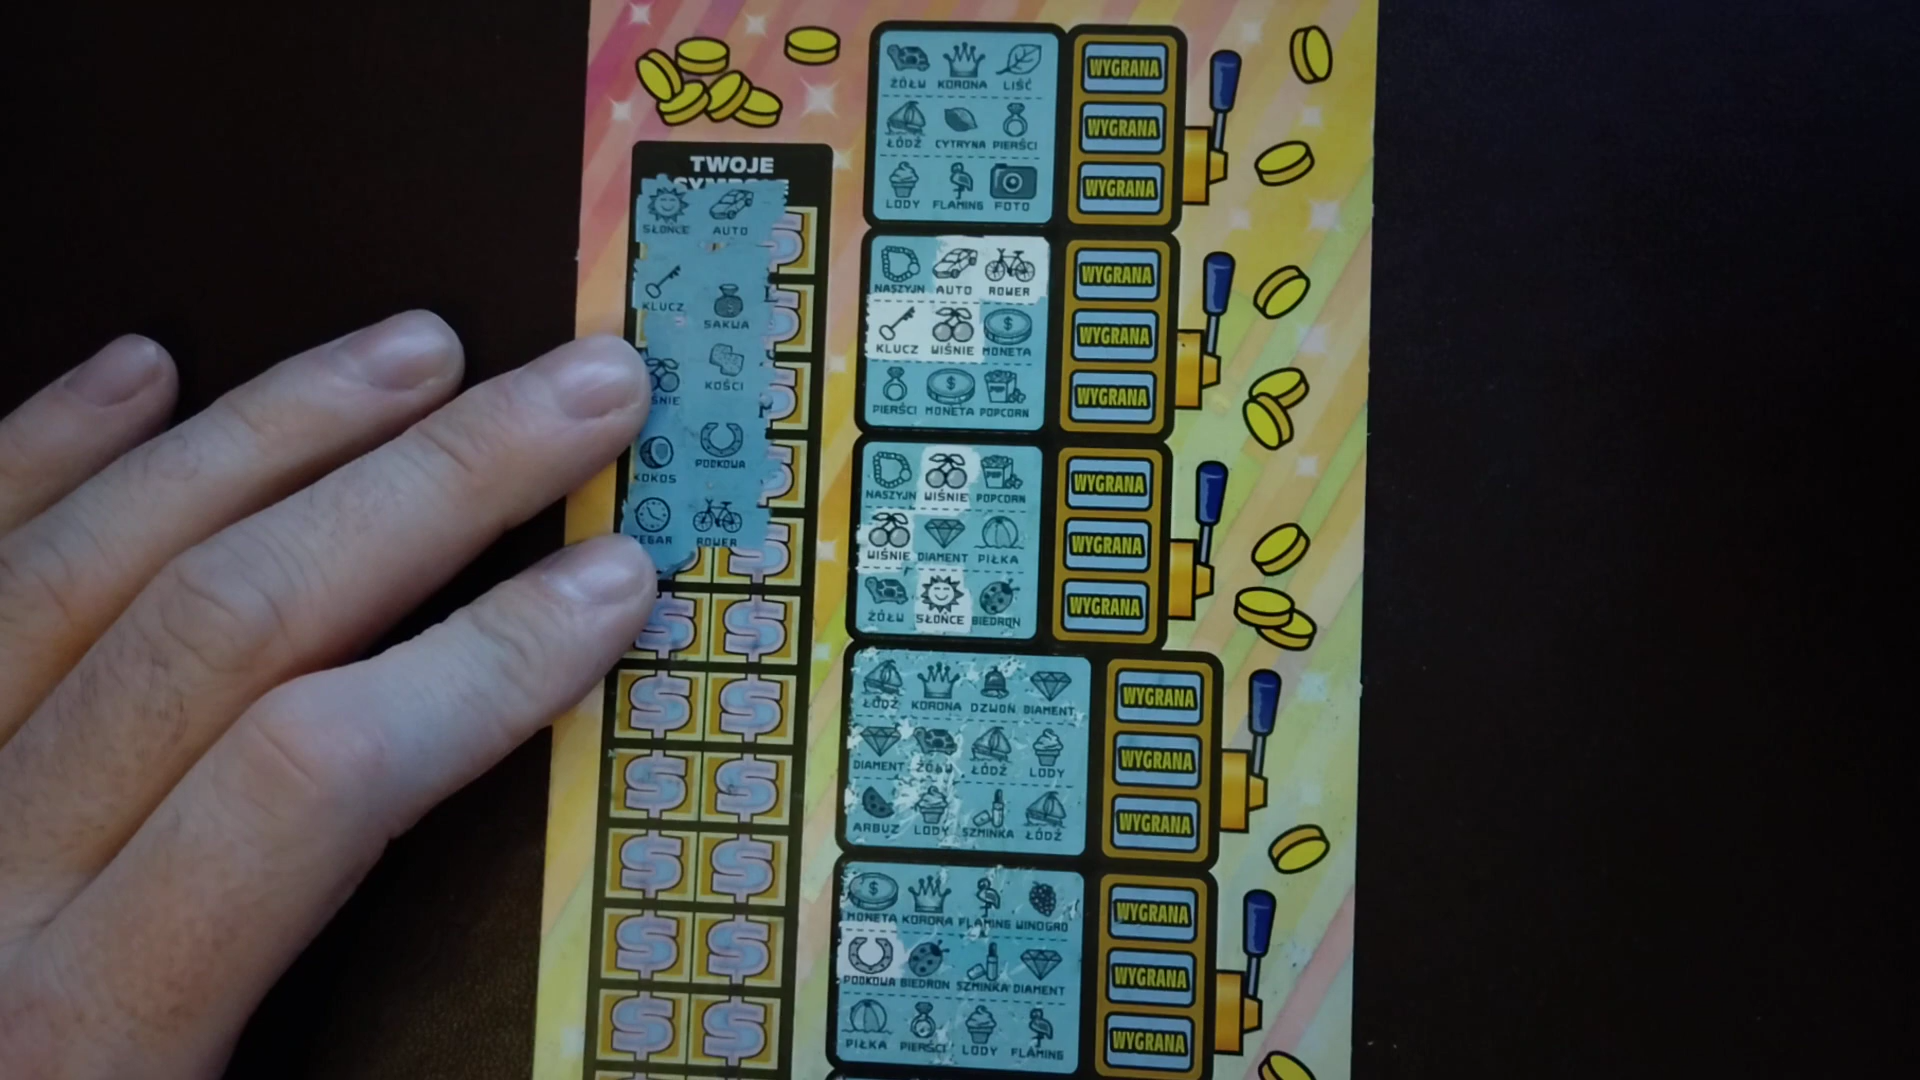 TWOJE
SŁOŃCE AUTO
KLUCZ SAKWA
KOŚCI
KOKOS PODKOWA
ROWER
ŻÓŁW KORONA LIŚĆ
ŁÓDŹ CYTRYNA PIERŚCI
LODY FLAMING FOTO
WYGRANA
WYGRANA
WYGRANA
NASZYJN AUTO ROWER
KLUCZ WIŚNIE MONETA
PIERŚCI MONETA POPCORN
WYGRANA
WYGRANA
WYGRANA
NASZYJN WIŚNIE POPCORN
WIŚNIE DIAMENT PIŁKA
ŻÓŁW SŁOŃCE BIEDRON
WYGRANA
WYGRANA
WYGRANA
ŁÓDŹ KORONA DZWON DIAMENT
DIAMENT ŻÓŁW ŁÓDŹ LODY
ARBUZ LODY SZMINKA ŁÓDŹ
WYGRANA
WYGRANA
WYGRANA
MONETA KORONA FLAMING WINOGRO
PODKOWA BIEDRON SZMINKA DIAMENT
PIŁKA PIERŚCI LODY FLAMING
WYGRANA
WYGRANA
WYGRANA